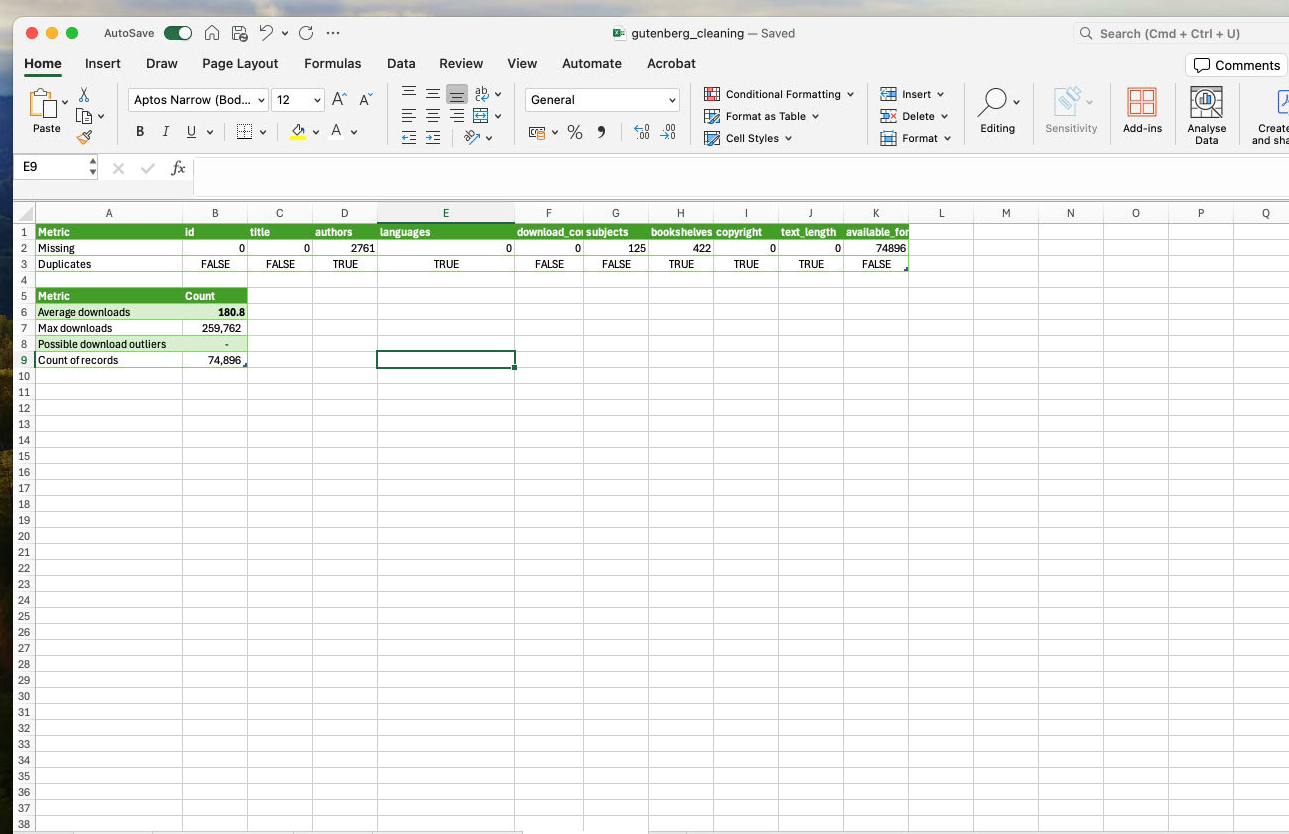 AutoSave gutenberg_cleaning — Saved Search (Cmd + Ctrl + U)
Home Insert Draw Page Layout Formulas Data Review View Automate Acrobat Comments
Paste
Aptos Narrow (Bod... 12 A^ A˅
B I U A
ab
General
% 9 .00 .00
Conditional Formatting
Format as Table
Cell Styles
Insert
Delete
Format
Editing
Sensitivity
Add-ins
Analyse
Data
Create
and sha
E9 fx
A B C D E F G H I J K L M N O P Q
1 Metric id title authors languages download_co subjects bookshelves copyright text_length available_for
2 Missing 0 0 2761 0 0 125 422 0 0 74896
3 Duplicates FALSE FALSE TRUE TRUE FALSE FALSE TRUE TRUE TRUE FALSE
4
5 Metric Count
6 Average downloads 180.8
7 Max downloads 259,762
8 Possible download outliers -
9 Count of records 74,896
10
11
12
13
14
15
16
17
18
19
20
21
22
23
24
25
26
27
28
29
30
31
32
33
34
35
36
37
38